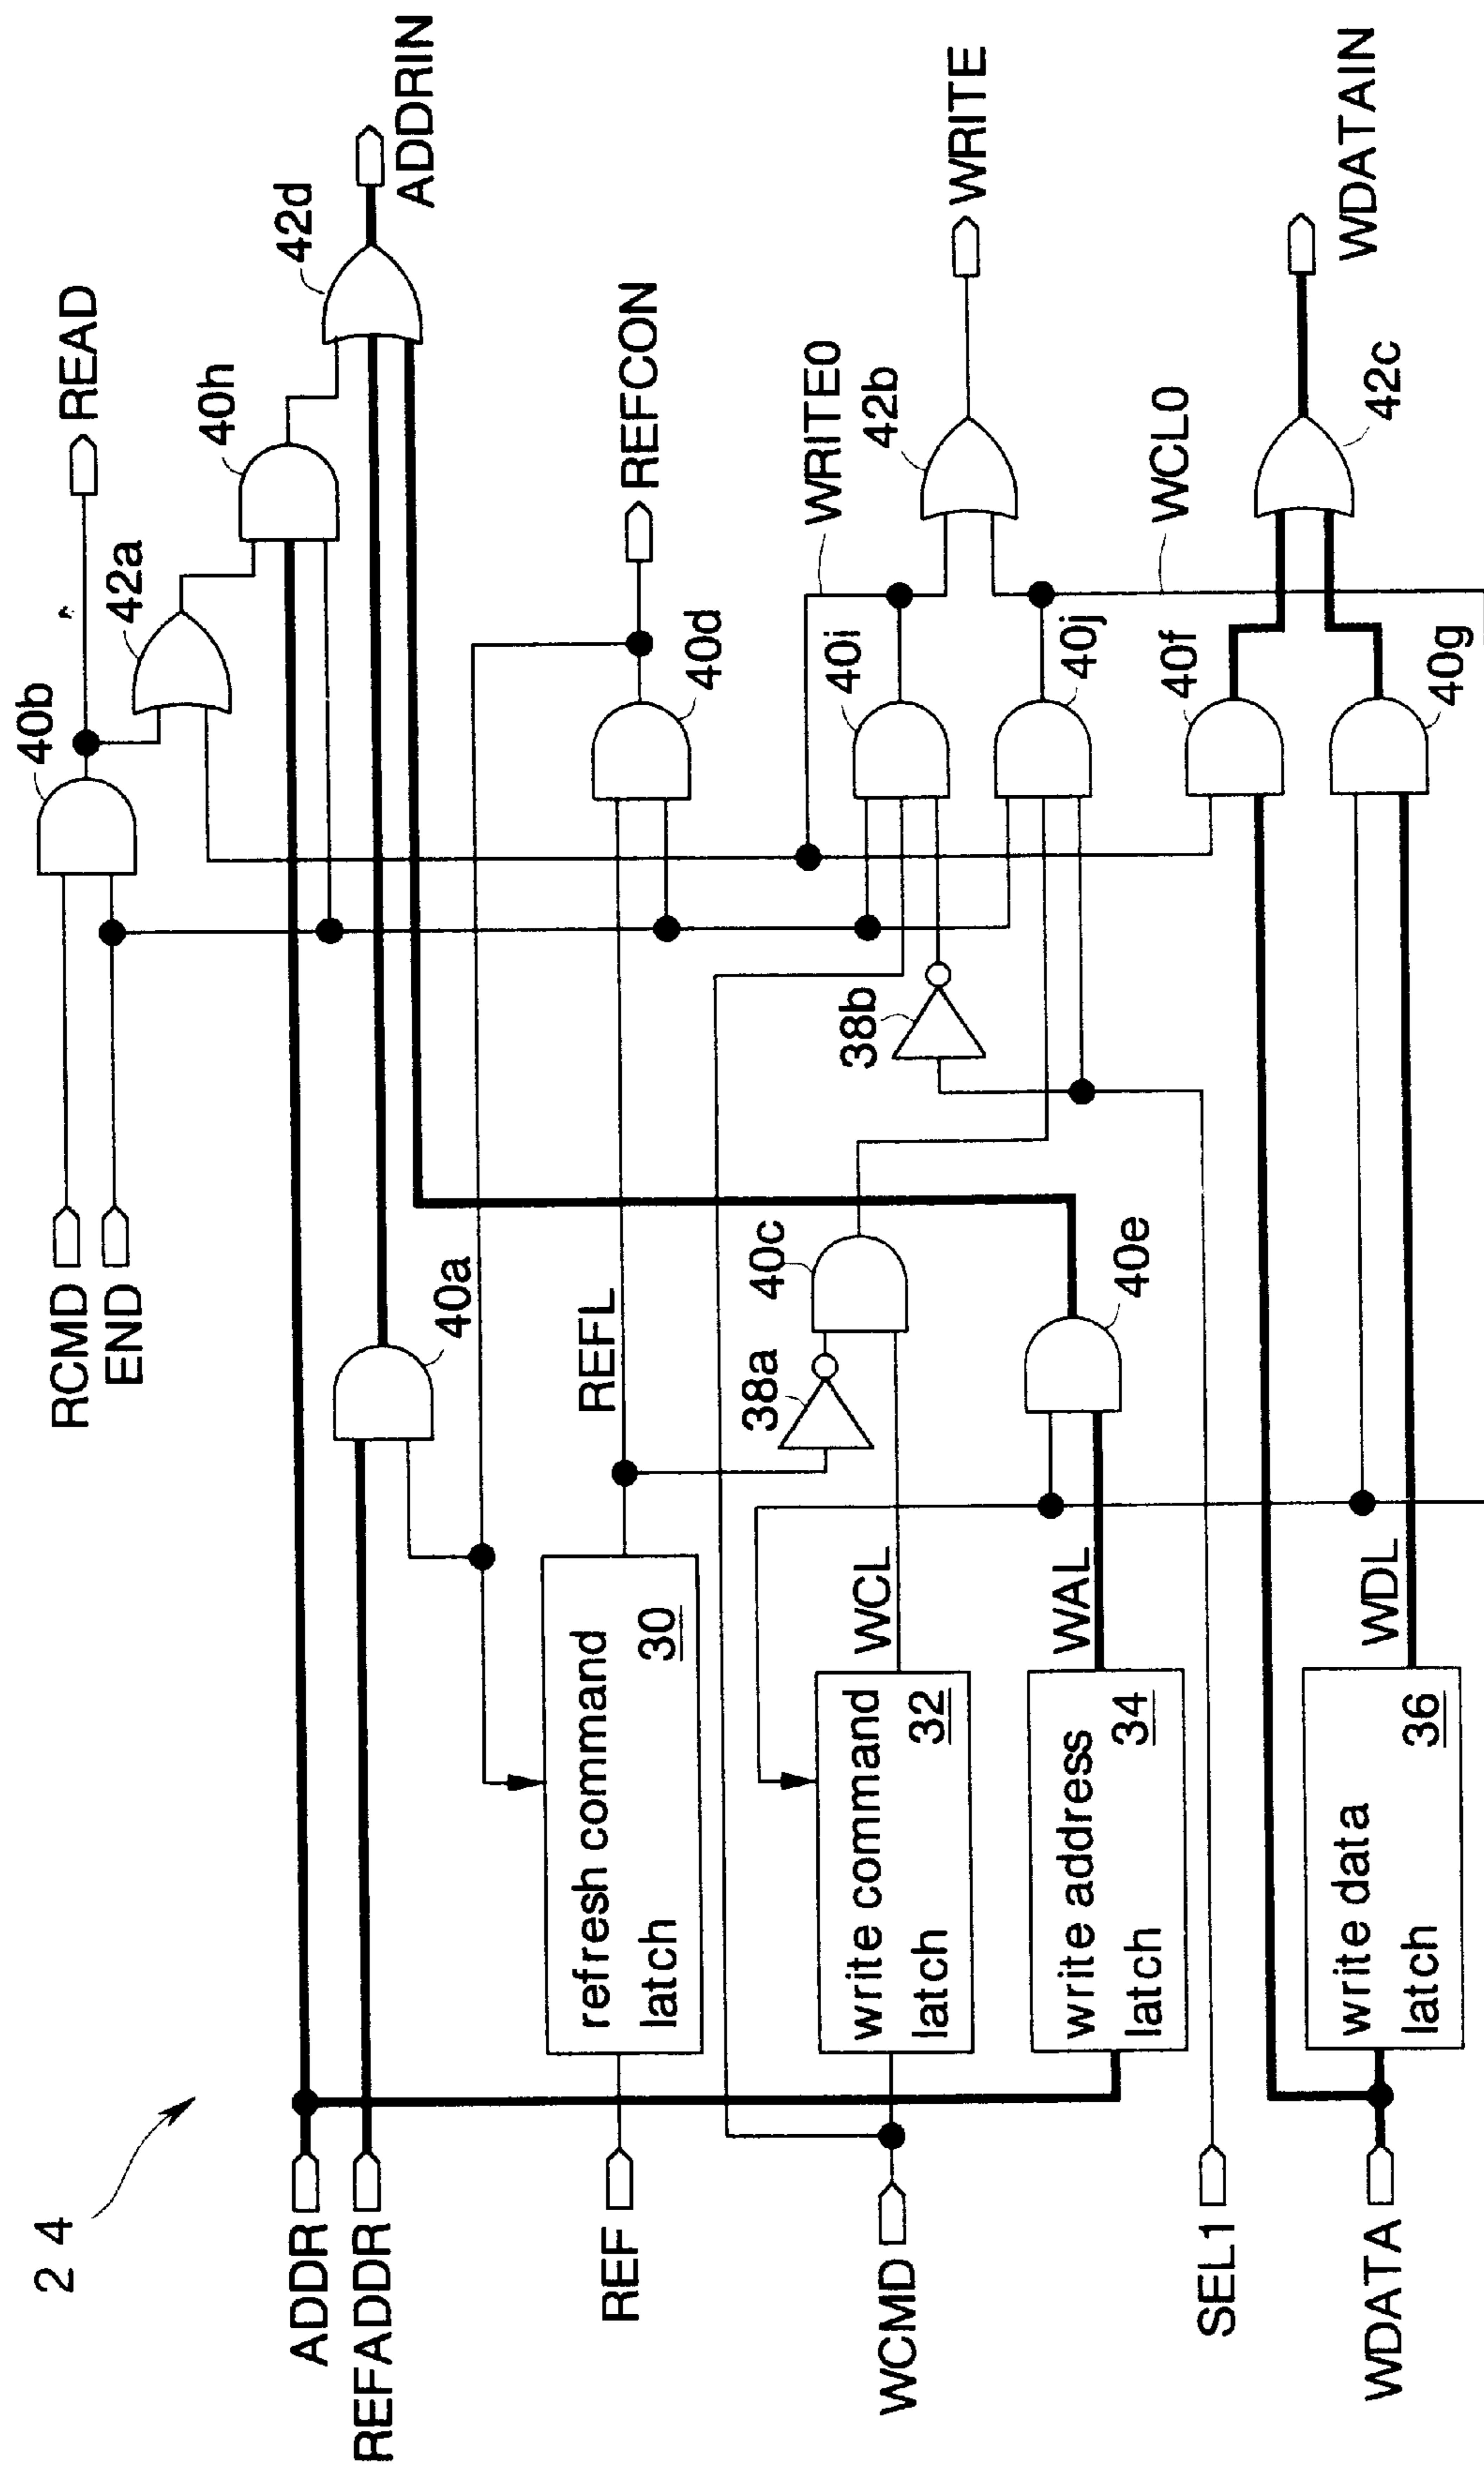 2 4
RCMD
END
40b
READ
42a
40h
42d
ADDRIN
ADDR
REFADDR
40a
REF
refresh command
latch
30
REFL
40d
REFCON
WCMD
write command
latch
32
WCL
38a
40c
38b
40i
WRITE0
42b
WRITE
40j
WCL0
write address
latch
34
WAL
40e
SEL1
40f
WDATA
write data
latch
36
WDL
40g
42c
WDATAIN